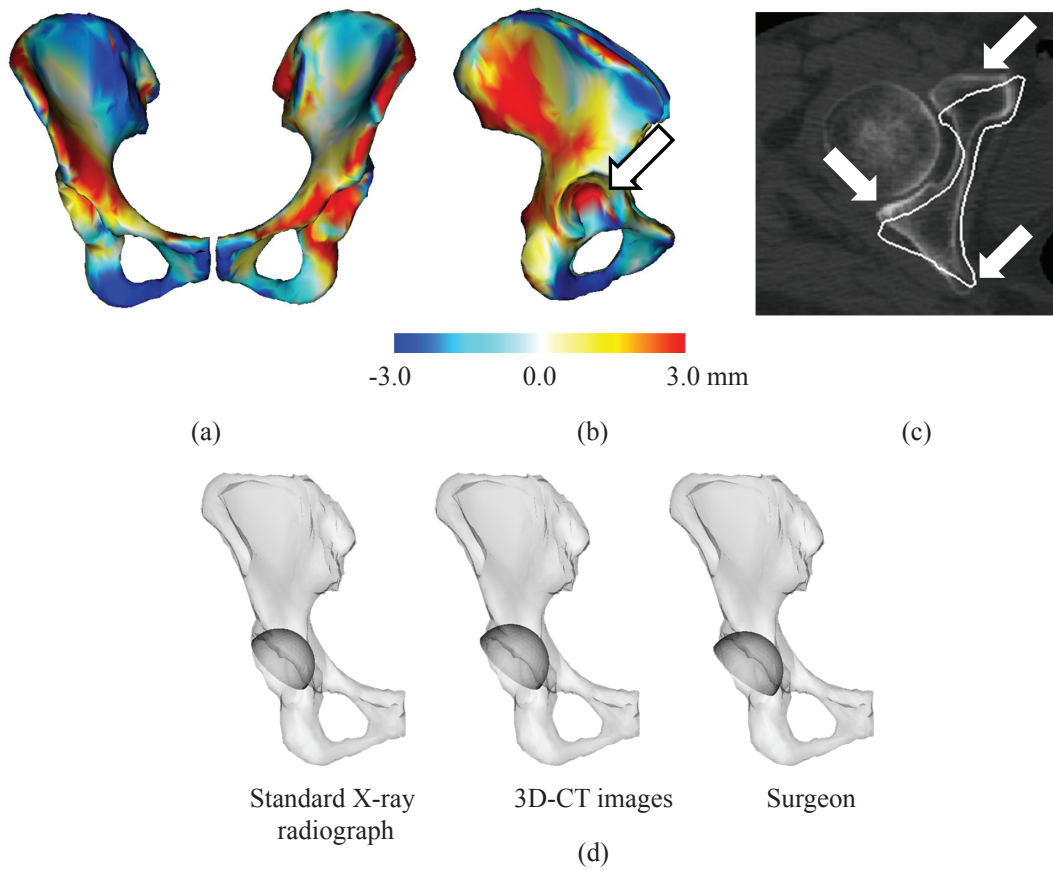 -3.0 0.0 3.0 mm
(a) (b) (c)
Standard X-ray 3D-CT images Surgeon
radiograph
(d)